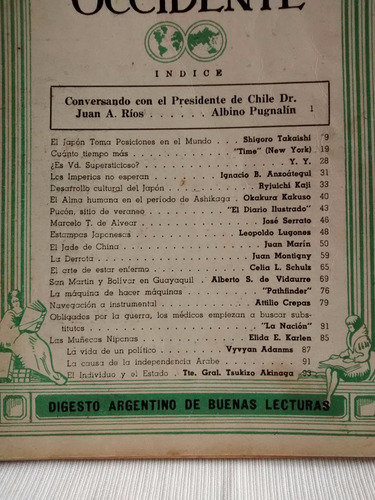 OCCIDENTE
INDICE
Conversando con el Presidente de Chile Dr.
Juan A. Ríos . . . . . . Albino Pugnalín 1
El Japón Toma Posiciones en el Mundo . . Shigoro Takaishi 9
Cuánto tiempo más . . . . . . "Time" (New York) 19
¿Es Vd. Supersticioso? . . . . . . Y. Y. 28
Los Imperios no esperan . . . . . . Ignacio B. Anzoátegui 31
Desarrollo cultural del Japón . . . . . . Ryjuichi Kaji 33
El Alma humana en el período de Ashikaga . Okakura Kakuso 40
Pucón, sitio de veraneo . . . . . . "El Diario Ilustrado" 43
Marcelo T. de Alvear . . . . . . José Serrato 46
Estampas Japonesas . . . . . . Leopoldo Lugones 48
El Jade de China . . . . . . Juan Marín 50
La Derrota . . . . . . Juan Montigny 59
El arte de estar enfermo . . . . . . Celia L. Schulz 65
San Martín y Bolívar en Guayaquil . Alberto S. de Vidaurre 69
La máquina de hacer máquinas . . . . . . "Pathfinder" 76
Navegación a instrumental . . . . . . Attilio Crepas 79
Obligados por la guerra, los médicos empiezan a buscar subs-
titutos . . . . . . "La Nación" 81
Las Muñecas Niponas . . . . . . Elida E. Karlen 85
La vida de un político . . . . . . Vyvyan Adanms 87
La causa de la independencia Arabe . . . . . . 91
El Individuo y el Estado . Tte. Gral. Tsukizo Akinaga 93
DIGESTO ARGENTINO DE BUENAS LECTURAS